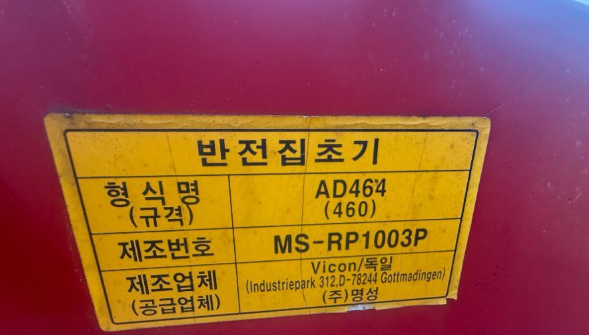 반전집초기
형식명 AD464
(규격) (460)
제조번호 MS-RP1003P
제조업체 Vicon/독일
(Industriepark 312,D-78244 Gottmadingen)
(공급업체) (주)명성